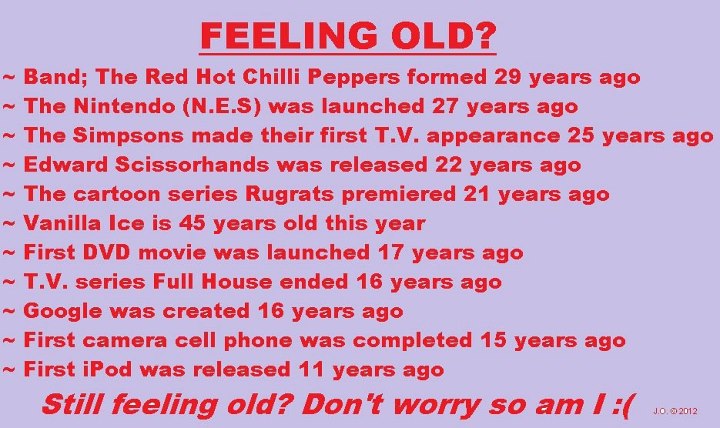 FEELING OLD?
~ Band; The Red Hot Chilli Peppers formed 29 years ago
~ The Nintendo (N.E.S) was launched 27 years ago
~ The Simpsons made their first T.V. appearance 25 years ago
~ Edward Scissorhands was released 22 years ago
~ The cartoon series Rugrats premiered 21 years ago
~ Vanilla Ice is 45 years old this year
~ First DVD movie was launched 17 years ago
~ T.V. series Full House ended 16 years ago
~ Google was created 16 years ago
~ First camera cell phone was completed 15 years ago
~ First iPod was released 11 years ago
Still feeling old? Don't worry so am I :(
J.O. © 2012